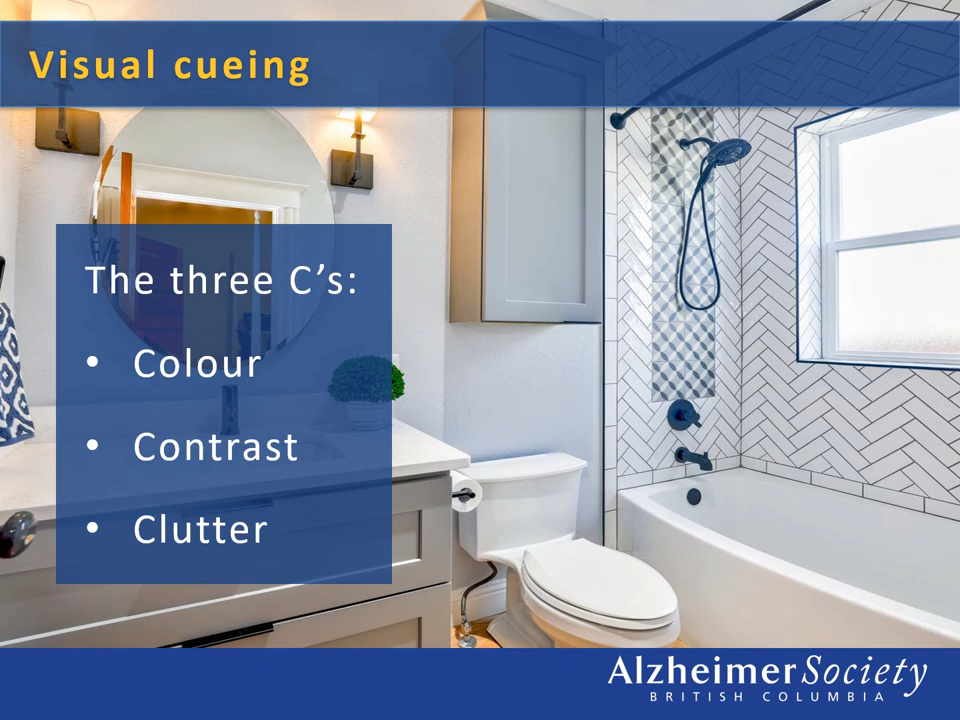 Visual cueing
The three C’s:
• Colour
• Contrast
• Clutter
Alzheimer Society
BRITISH COLUMBIA